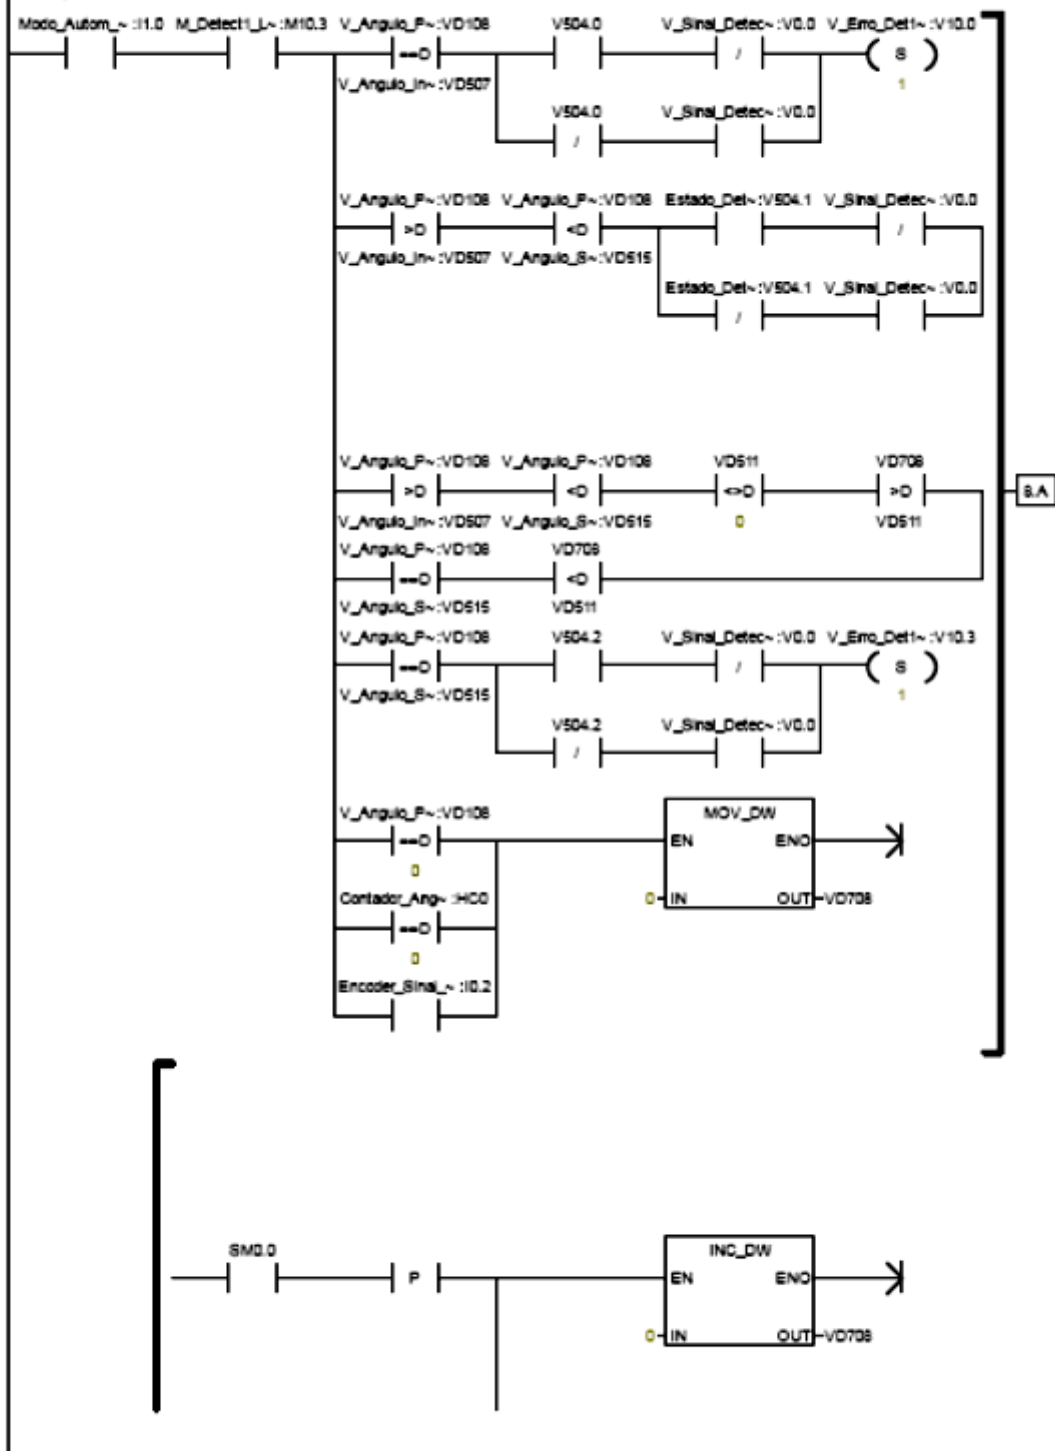 Modo_Autom_~:I1.0 M_Detect1_L~:M10.3 V_Angulo_P~:VD108 V504.0 V_Sinal_Detec~:V0.0 V_Erro_Det1~:V10.0
==D / S
V_Angulo_In~:VD507 1
V504.0 V_Sinal_Detec~:V0.0
/
V_Angulo_P~:VD108 V_Angulo_P~:VD108 Estado_Det~:V504.1 V_Sinal_Detec~:V0.0
>D <D /
V_Angulo_In~:VD507 V_Angulo_S~:VD515
Estado_Det~:V504.1 V_Sinal_Detec~:V0.0
/
V_Angulo_P~:VD108 V_Angulo_P~:VD108 VD511 VD708
>D <D <>D >D 8.A
V_Angulo_In~:VD507 V_Angulo_S~:VD515 0 VD511
V_Angulo_P~:VD108 VD708
==D <D
V_Angulo_S~:VD515 VD511
V_Angulo_P~:VD108 V504.2 V_Sinal_Detec~:V0.0 V_Erro_Det1~:V10.3
==D / S
V_Angulo_S~:VD515 1
V504.2 V_Sinal_Detec~:V0.0
/
V_Angulo_P~:VD108 MOV_DW
==D EN ENO
0
Contador_Ang~:HC0 0 IN OUT VD708
==D
0
Encoder_Sinal_~:I0.2
SM0.0 INC_DW
P EN ENO
0 IN OUT VD708